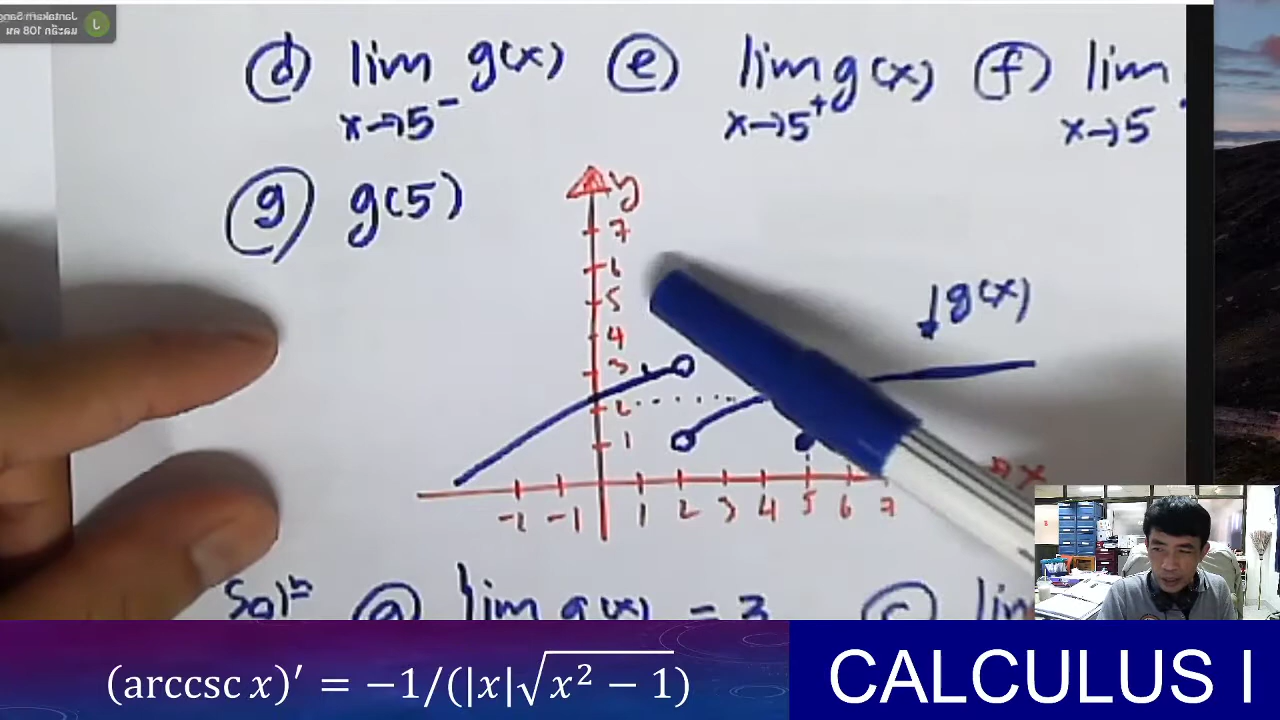 ⓓ lim g(x) ⓔ lim g(x) ⓕ lim
x→5⁻ x→5⁺ x→5
ⓖ g(5)
y
7
6
5
4
3
2
1
↓g(x)
-2 -1 1 2 3 4 5 6 7
x
Solⁿ ⓐ lim g(x) = 3 ⓒ lim
(arccsc x)′ = −1/(|x|√(x² − 1))
CALCULUS I